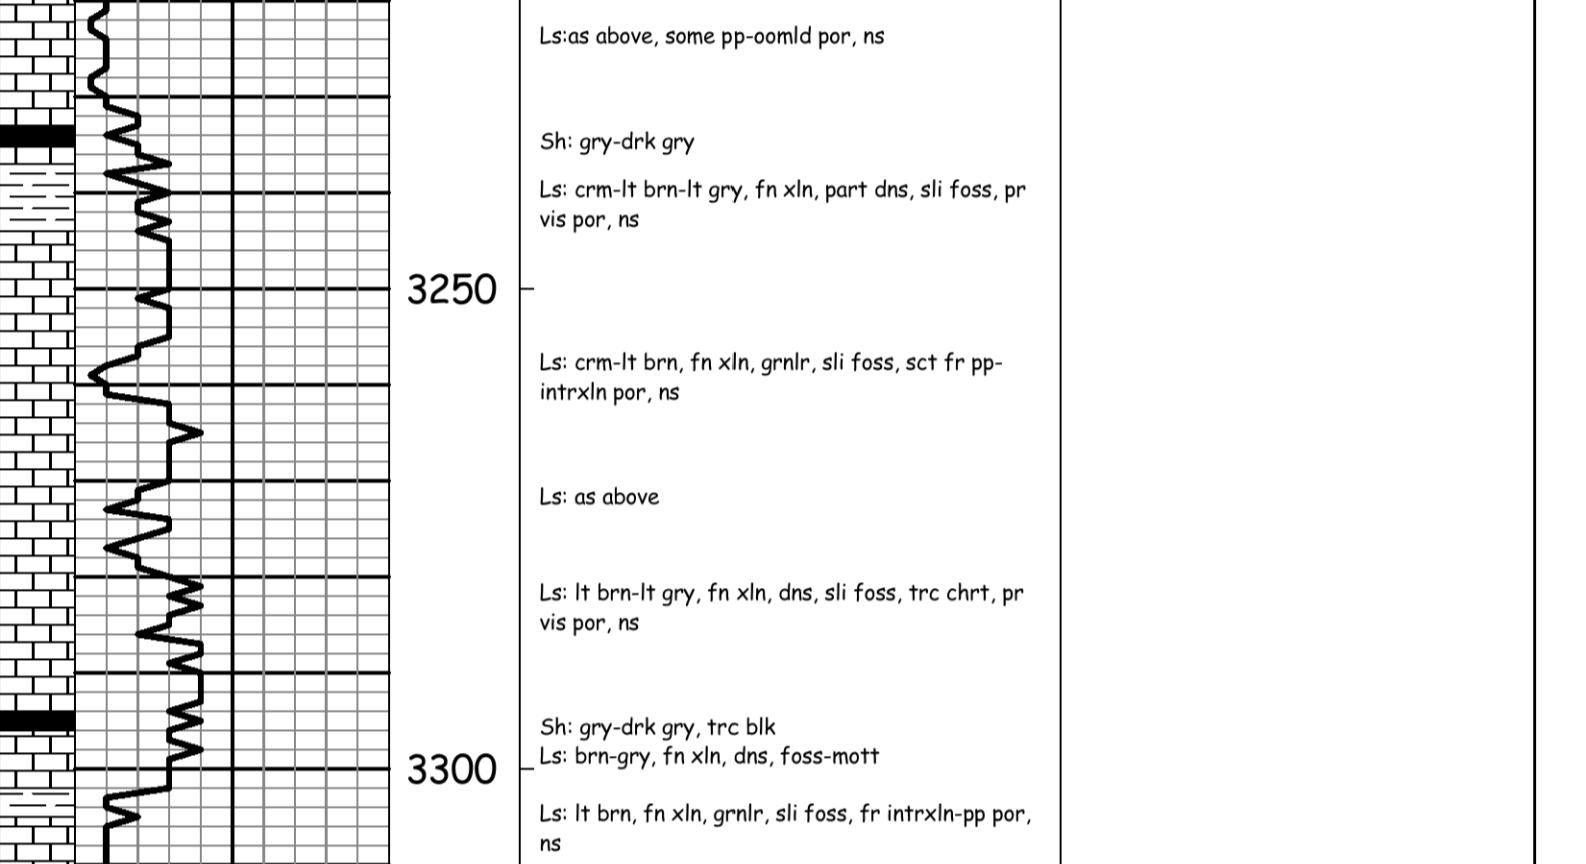 Ls:as above, some pp-oomld por, ns
Sh: gry-drk gry
Ls: crm-lt brn-lt gry, fn xln, part dns, sli foss, pr
vis por, ns
3250
Ls: crm-lt brn, fn xln, grnlr, sli foss, sct fr pp-
intrxln por, ns
Ls: as above
Ls: lt brn-lt gry, fn xln, dns, sli foss, trc chrt, pr
vis por, ns
Sh: gry-drk gry, trc blk
Ls: brn-gry, fn xln, dns, foss-mott
3300
Ls: lt brn, fn xln, grnlr, sli foss, fr intrxln-pp por,
ns